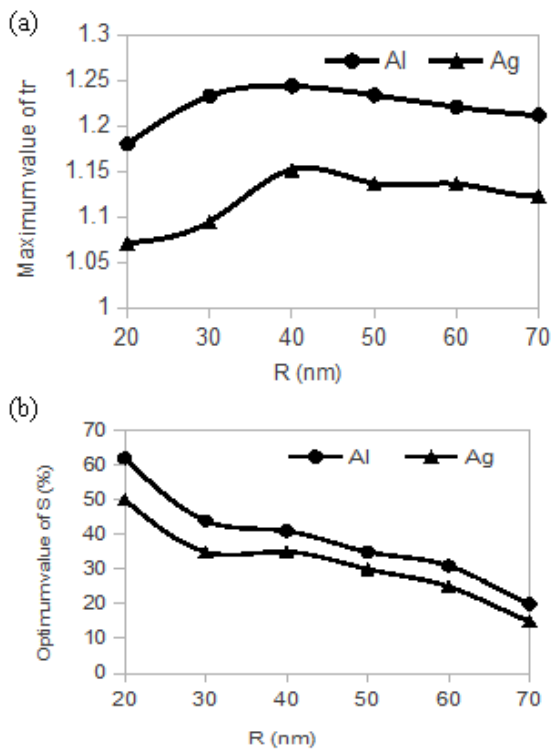 (a)
1.3
1.25
1.2
1.15
1.1
1.05
1
Maximum value of tr
Al Ag
20 30 40 50 60 70
R (nm)
(b)
70
60
50
40
30
20
10
0
Optimumvalue of S (%)
Al Ag
20 30 40 50 60 70
R (nm)